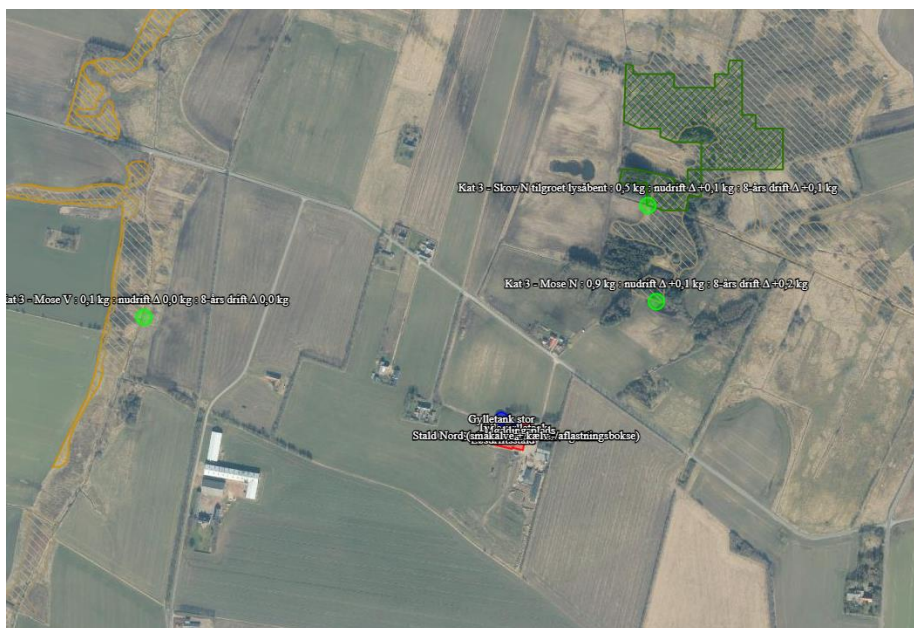 Kat 3 - Skov N tilgroet lysåbent : 0,5 kg : nudrift Δ +0,1 kg : 8-års drift Δ +0,1 kg
Kat 3 - Mose N : 0,9 kg : nudrift Δ +0,1 kg : 8-års drift Δ +0,2 kg
Kat 3 - Mose V : 0,1 kg : nudrift Δ 0,0 kg : 8-års drift Δ 0,0 kg
Gylletank stor
Stald Nord (småkalve + kælv-/aflastningsbokse)